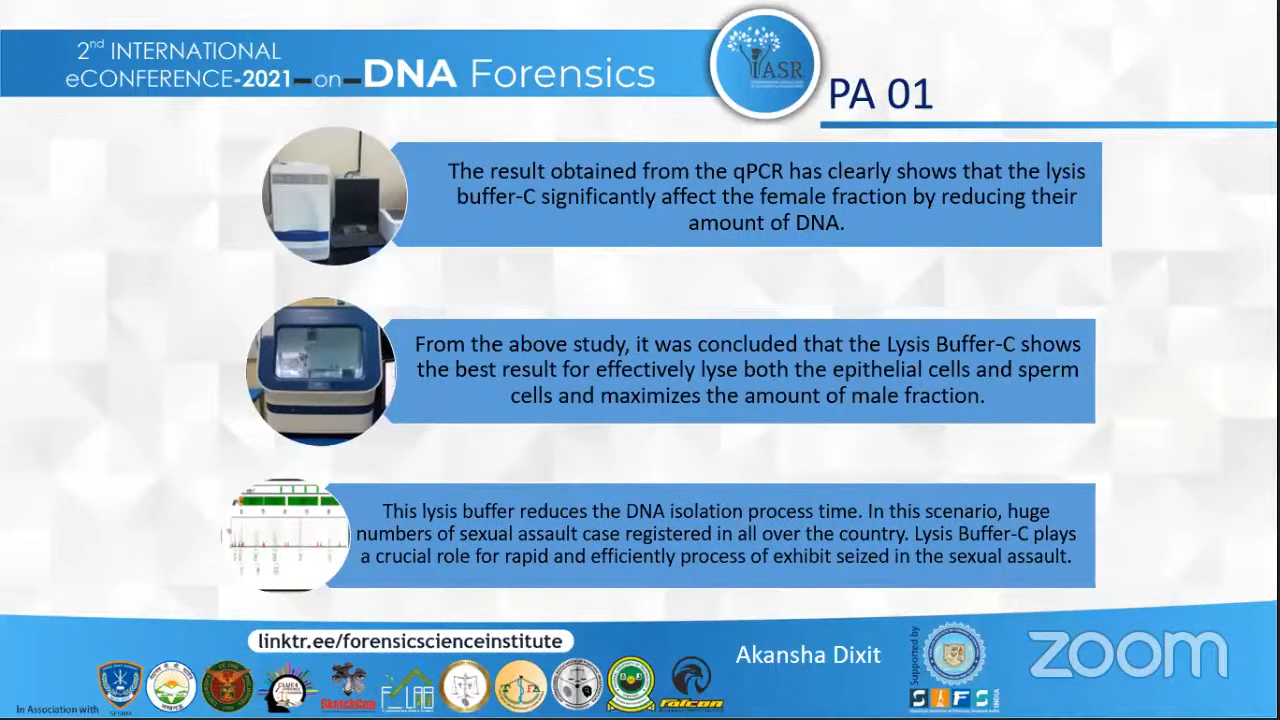 2nd INTERNATIONAL
eCONFERENCE-2021-on-DNA Forensics
IASR
PA 01
The result obtained from the qPCR has clearly shows that the lysis
buffer-C significantly affect the female fraction by reducing their
amount of DNA.
From the above study, it was concluded that the Lysis Buffer-C shows
the best result for effectively lyse both the epithelial cells and sperm
cells and maximizes the amount of male fraction.
This lysis buffer reduces the DNA isolation process time. In this scenario, huge
numbers of sexual assault case registered in all over the country. Lysis Buffer-C plays
a crucial role for rapid and efficiently process of exhibit seized in the sexual assault.
linktr.ee/forensicscienceinstitute
Akansha Dixit
Supported by
zoom
In Association with
SketchCop
F-LAB
falcon
SIFS
INDIA